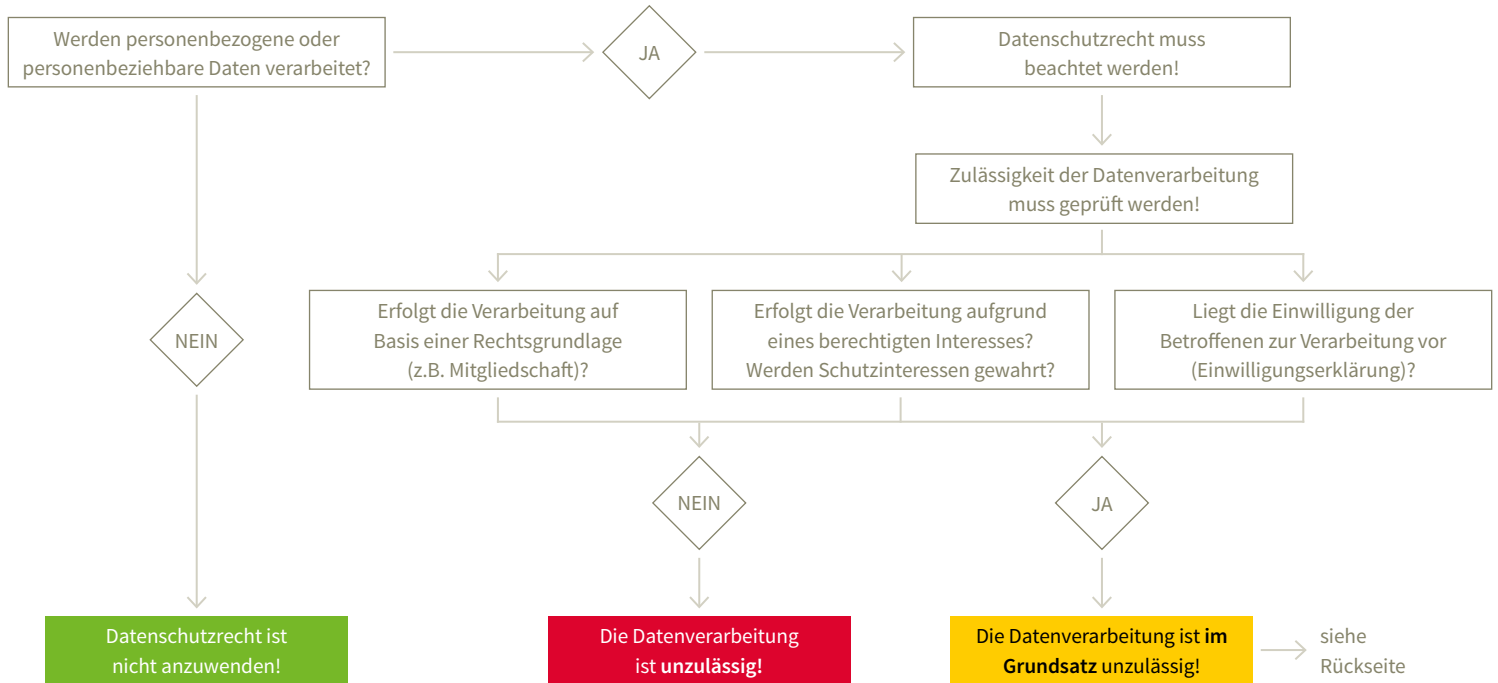 Werden personenbezogene oder
personenbeziehbare Daten verarbeitet?
JA
Datenschutzrecht muss
beachtet werden!
Zulässigkeit der Datenverarbeitung
muss geprüft werden!
NEIN
Erfolgt die Verarbeitung auf
Basis einer Rechtsgrundlage
(z.B. Mitgliedschaft)?
Erfolgt die Verarbeitung aufgrund
eines berechtigten Interesses?
Werden Schutzinteressen gewahrt?
Liegt die Einwilligung der
Betroffenen zur Verarbeitung vor
(Einwilligungserklärung)?
NEIN
JA
Datenschutzrecht ist
nicht anzuwenden!
Die Datenverarbeitung
ist unzulässig!
Die Datenverarbeitung ist im
Grundsatz unzulässig!
siehe
Rückseite